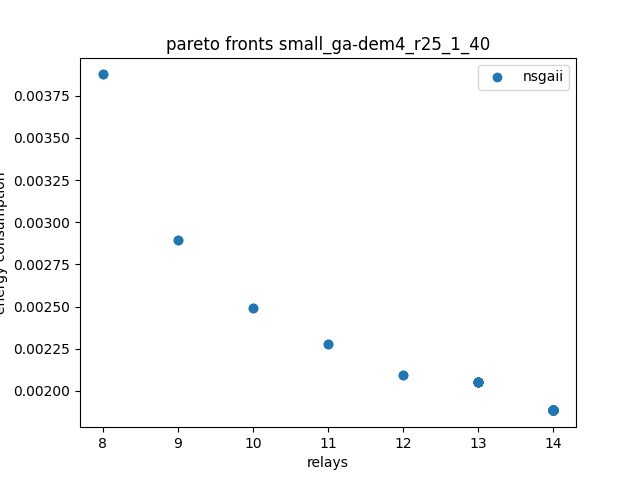 pareto fronts small_ga-dem4_r25_1_40
nsgaii
0.00375
0.00350
0.00325
0.00300
0.00275
0.00250
0.00225
0.00200
energy consumption
8 9 10 11 12 13 14
relays